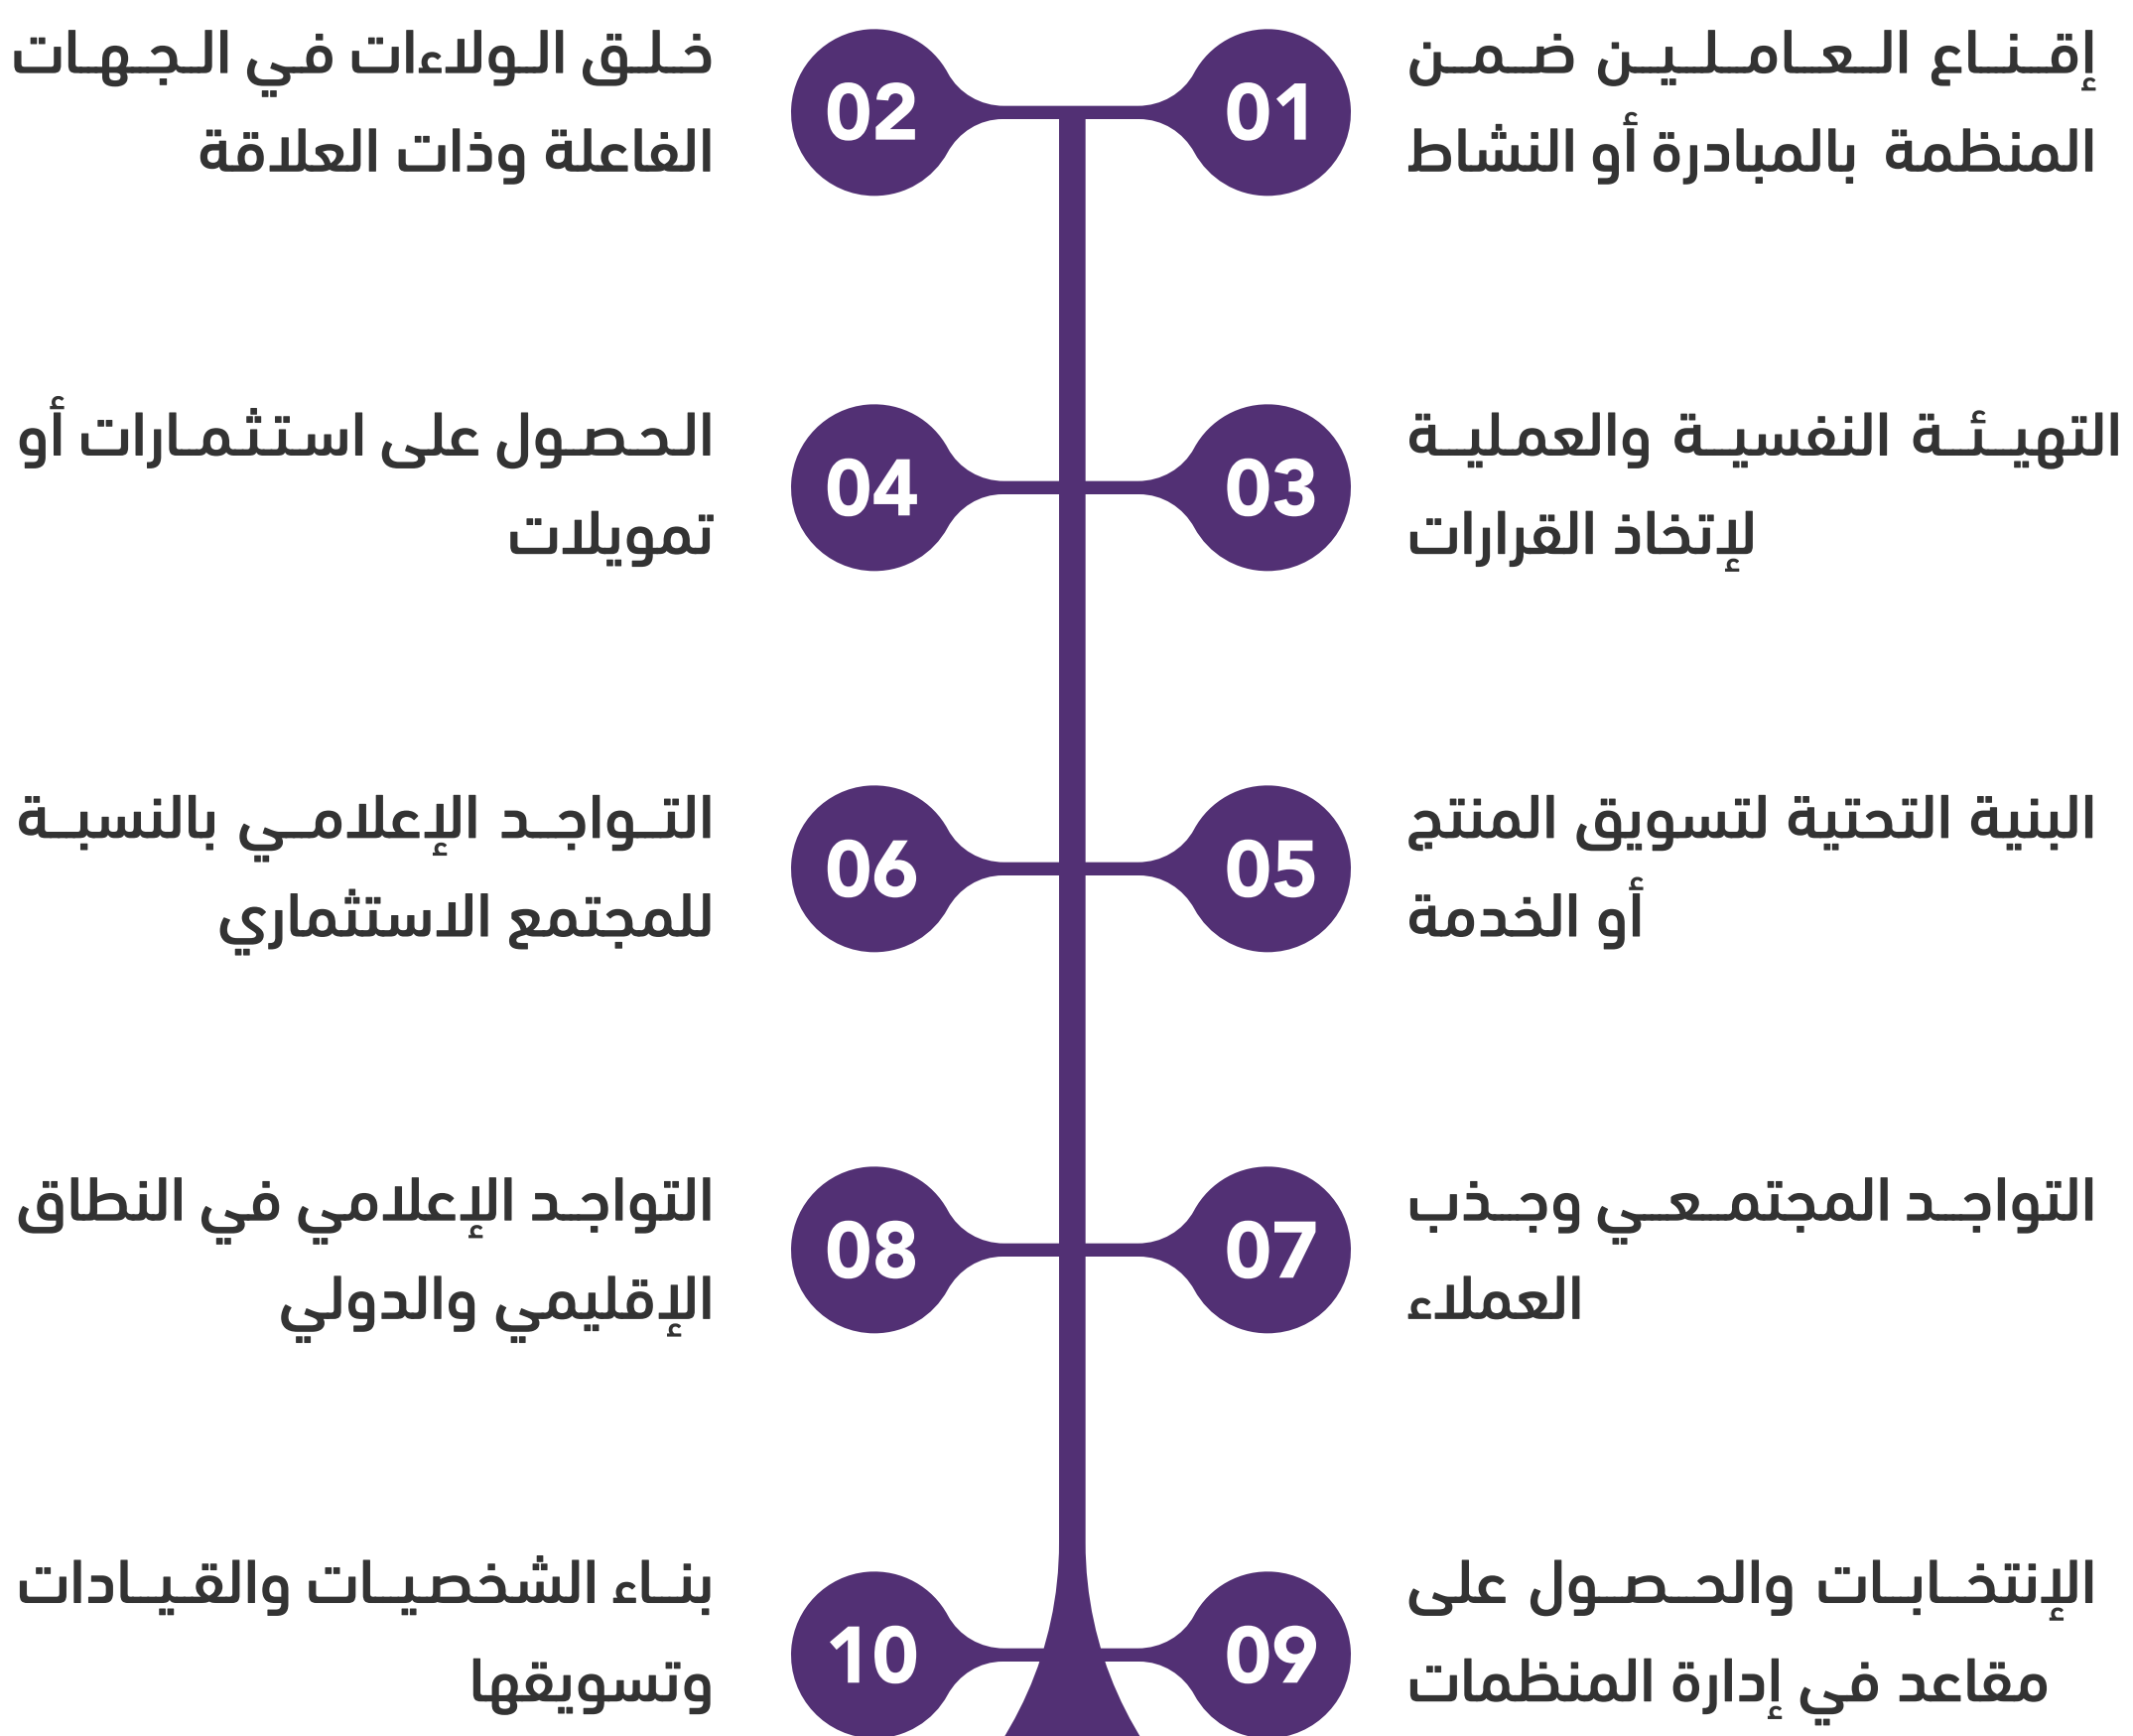 01
إقناع العاملين ضمن
المنظمة بالمبادرة أو النشاط
02
خلق الولاءات في الجهات
الفاعلة وذات العلاقة
03
التهيئة النفسية والعملية
لإتخاذ القرارات
04
الحصول على استثمارات أو
تمويلات
05
البنية التحتية لتسويق المنتج
أو الخدمة
06
التواجد الإعلامي بالنسبة
للمجتمع الاستثماري
07
التواجد المجتمعي وجذب
العملاء
08
التواجد الإعلامي في النطاق
الإقليمي والدولي
09
الإنتخابات والحصول على
مقاعد في إدارة المنظمات
10
بناء الشخصيات والقيادات
وتسويقها